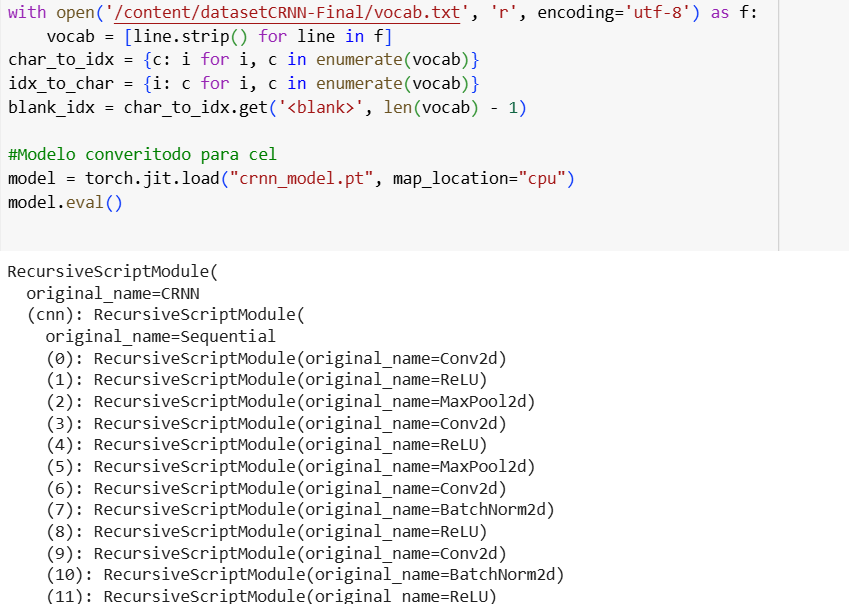 with open('/content/datasetCRNN-Final/vocab.txt', 'r', encoding='utf-8') as f:
    vocab = [line.strip() for line in f]
char_to_idx = {c: i for i, c in enumerate(vocab)}
idx_to_char = {i: c for i, c in enumerate(vocab)}
blank_idx = char_to_idx.get('<blank>', len(vocab) - 1)

#Modelo converitodo para cel
model = torch.jit.load("crnn_model.pt", map_location="cpu")
model.eval()

RecursiveScriptModule(
  original_name=CRNN
  (cnn): RecursiveScriptModule(
    original_name=Sequential
    (0): RecursiveScriptModule(original_name=Conv2d)
    (1): RecursiveScriptModule(original_name=ReLU)
    (2): RecursiveScriptModule(original_name=MaxPool2d)
    (3): RecursiveScriptModule(original_name=Conv2d)
    (4): RecursiveScriptModule(original_name=ReLU)
    (5): RecursiveScriptModule(original_name=MaxPool2d)
    (6): RecursiveScriptModule(original_name=Conv2d)
    (7): RecursiveScriptModule(original_name=BatchNorm2d)
    (8): RecursiveScriptModule(original_name=ReLU)
    (9): RecursiveScriptModule(original_name=Conv2d)
    (10): RecursiveScriptModule(original_name=BatchNorm2d)
    (11): RecursiveScriptModule(original_name=ReLU)